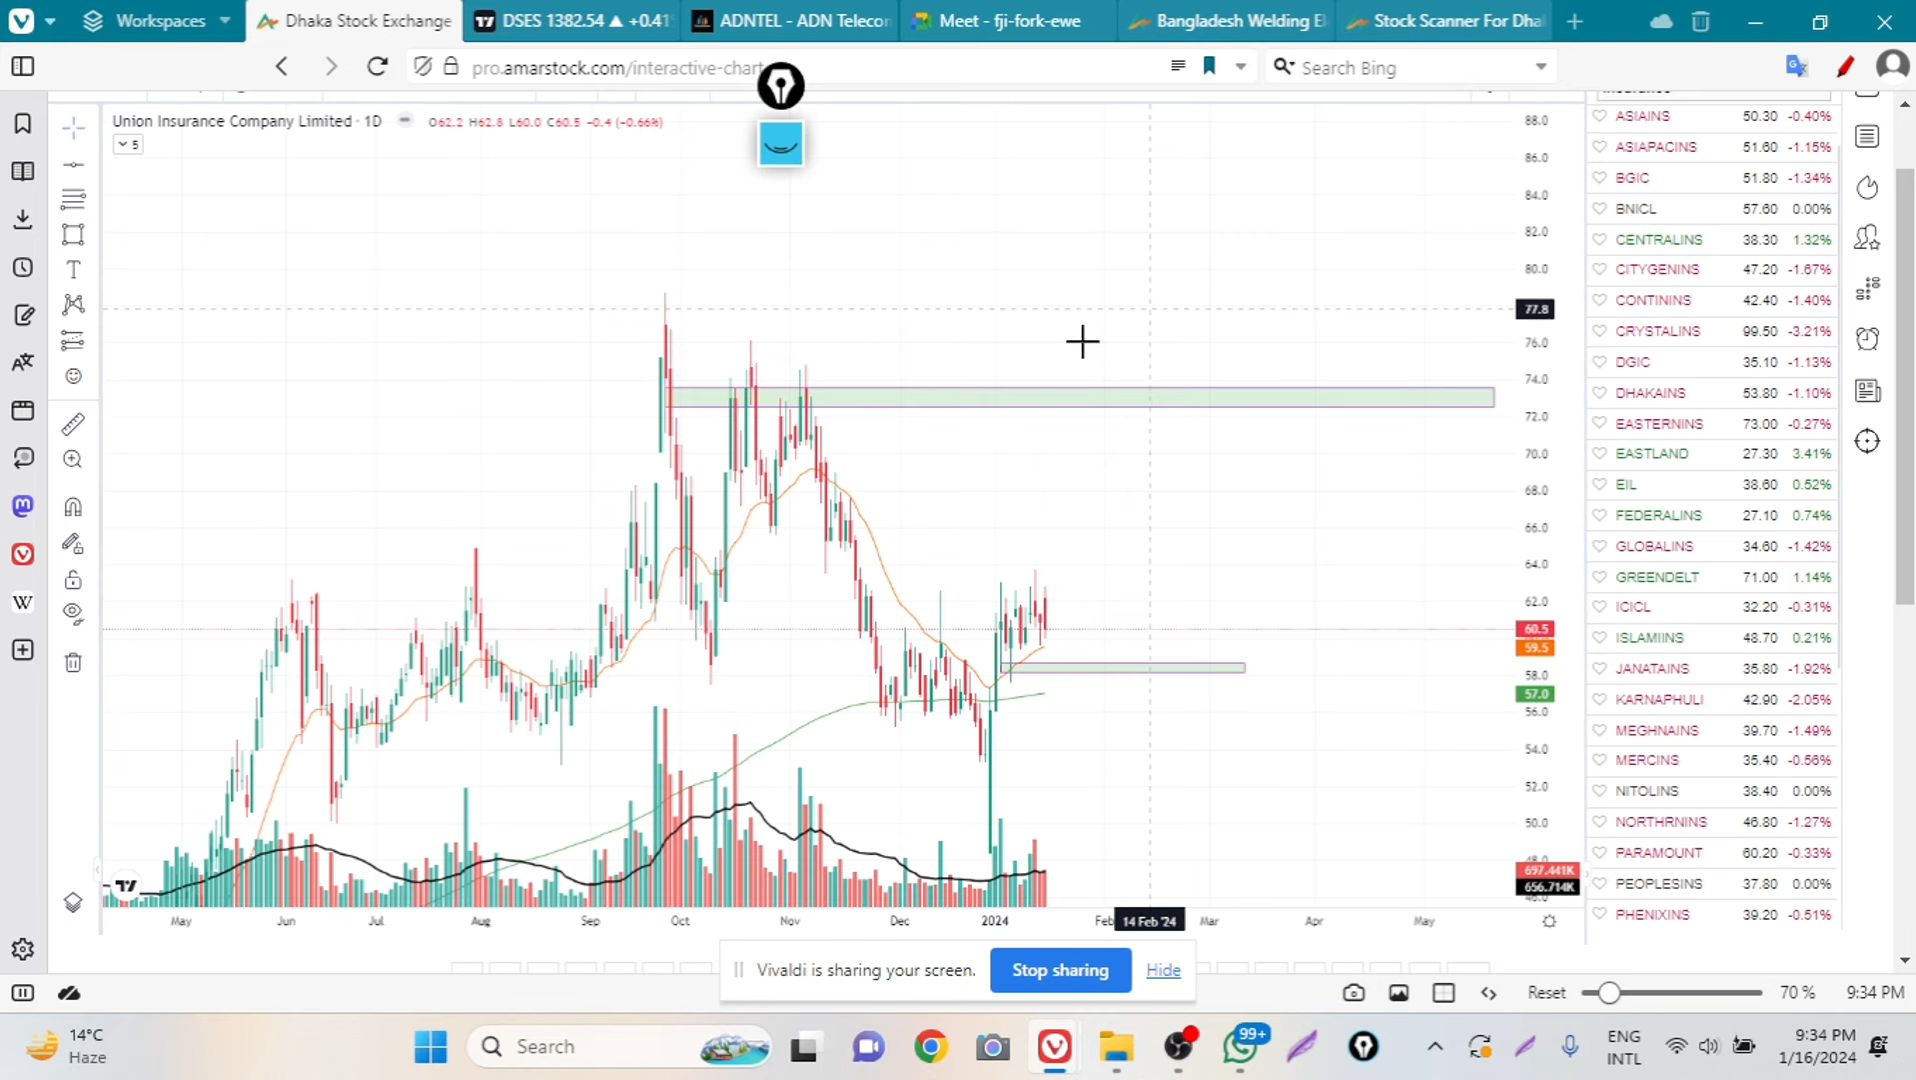 Workspaces
Dhaka Stock Exchange
DSES 1382.54 ▲ +0.41
ADNTEL - ADN Telecon
Meet - fji-fork-ewe
Bangladesh Welding El
Stock Scanner For Dha
pro.amarstock.com/interactive-chart
Search Bing
Union Insurance Company Limited · 1D
O62.2 H62.8 L60.0 C60.5 -0.4 (-0.66%)
5
88.0
86.0
84.0
82.0
80.0
77.8
76.0
74.0
72.0
70.0
68.0
66.0
64.0
62.0
60.5
59.5
58.0
57.0
56.0
54.0
52.0
50.0
697.441K
656.714K
May
Jun
Jul
Aug
Sep
Oct
Nov
Dec
2024
Feb
14 Feb '24
Mar
Apr
May
ASIAINS 50.30 -0.40%
ASIAPACINS 51.60 -1.15%
BGIC 51.80 -1.34%
BNICL 57.60 0.00%
CENTRALINS 38.30 1.32%
CITYGENINS 47.20 -1.67%
CONTININS 42.40 -1.40%
CRYSTALINS 99.50 -3.21%
DGIC 35.10 -1.13%
DHAKAINS 53.80 -1.10%
EASTERNINS 73.00 -0.27%
EASTLAND 27.30 3.41%
EIL 38.60 0.52%
FEDERALINS 27.10 0.74%
GLOBALINS 34.60 -1.42%
GREENDELT 71.00 1.14%
ICICL 32.20 -0.31%
ISLAMIINS 48.70 0.21%
JANATAINS 35.80 -1.92%
KARNAPHULI 42.90 -2.05%
MEGHNAINS 39.70 -1.49%
MERCINS 35.40 -0.56%
NITOLINS 38.40 0.00%
NORTHRNINS 46.80 -1.27%
PARAMOUNT 60.20 -0.33%
PEOPLESINS 37.80 0.00%
PHENIXINS 39.20 -0.51%
Vivaldi is sharing your screen.
Stop sharing
Hide
Reset
70 %
9:34 PM
14°C
Haze
Search
99+
ENG
INTL
9:34 PM
1/16/2024